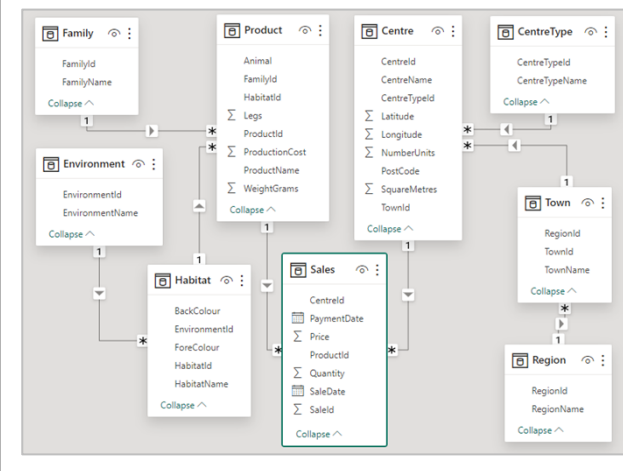 Family
FamilyId
FamilyName
Collapse
Product
Animal
FamilyId
HabitatId
Legs
ProductId
ProductionCost
ProductName
WeightGrams
Collapse
Centre
CentreId
CentreName
CentreTypeId
Latitude
Longitude
NumberUnits
PostCode
SquareMetres
TownId
Collapse
CentreType
CentreTypeId
CentreTypeName
Collapse
1
*
*
1
*
*
1
Environment
EnvironmentId
EnvironmentName
Collapse
1
*
Habitat
BackColour
EnvironmentId
ForeColour
HabitatId
HabitatName
Collapse
1
1
*
Sales
CentreId
PaymentDate
Price
ProductId
Quantity
SaleDate
SaleId
Collapse
1
*
Town
RegionId
TownId
TownName
Collapse
*
1
Region
RegionId
RegionName
Collapse